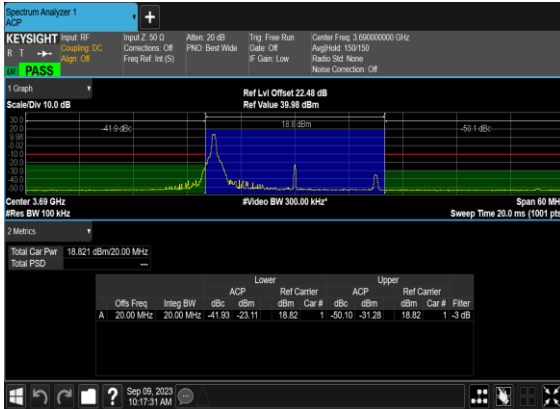 Spectrum Analyzer 1
ACP
+
KEYSIGHT Input: RF Input Z: 50 Ω Atten: 20 dB Trig: Free Run Center Freq: 3.690000000 GHz
R T Coupling: DC Corrections: Off PNO: Best Wide Gate: Off Avg|Hold: 150/150
Align: Off Freq Ref: Int (S) IF Gain: Low Radio Std: None
PASS Noise Correction: Off
1 Graph
Ref Lvl Offset 22.48 dB
Scale/Div 10.0 dB Ref Value 39.98 dBm
30.0
20.0 -41.9 dBc 18.8 dBm -50.1 dBc
9.98
-0.02
-10.0
-20.0
-30.0
-40.0
-50.0
Center 3.69 GHz #Video BW 300.00 kHz* Span 60 MH
#Res BW 100 kHz Sweep Time 20.0 ms (1001 pts
2 Metrics
Total Car Pwr 18.821 dBm/20.00 MHz
Total PSD —
Lower Upper
ACP Ref Carrier ACP Ref Carrier
Offs Freq Integ BW dBc dBm dBm Car # dBc dBm dBm Car # Filter
A 20.00 MHz 20.00 MHz -41.93 -23.11 18.82 1 -50.10 -31.28 18.82 1 -3 dB
? Sep 09, 2023
10:17:31 AM